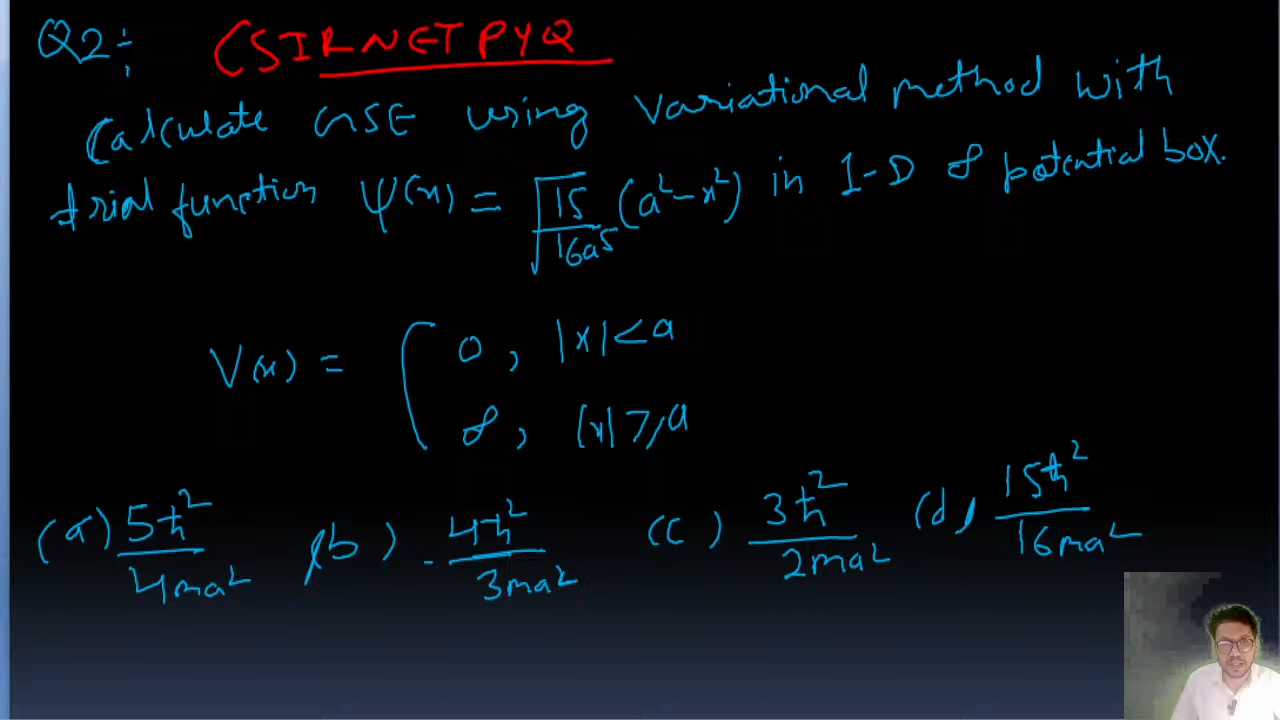 Q2:
CSIRNETPYQ
Calculate GSE using Variational method with
trial function ψ(x) = √15/16a5 (a²-x²) in 1-D ∞ potential box.
V(x) = { 0, |x|<a
∞, |x|≥a
(a) 5ħ²/4ma² (b) 4ħ²/3ma² (c) 3ħ²/2ma² (d) 15ħ²/16ma²